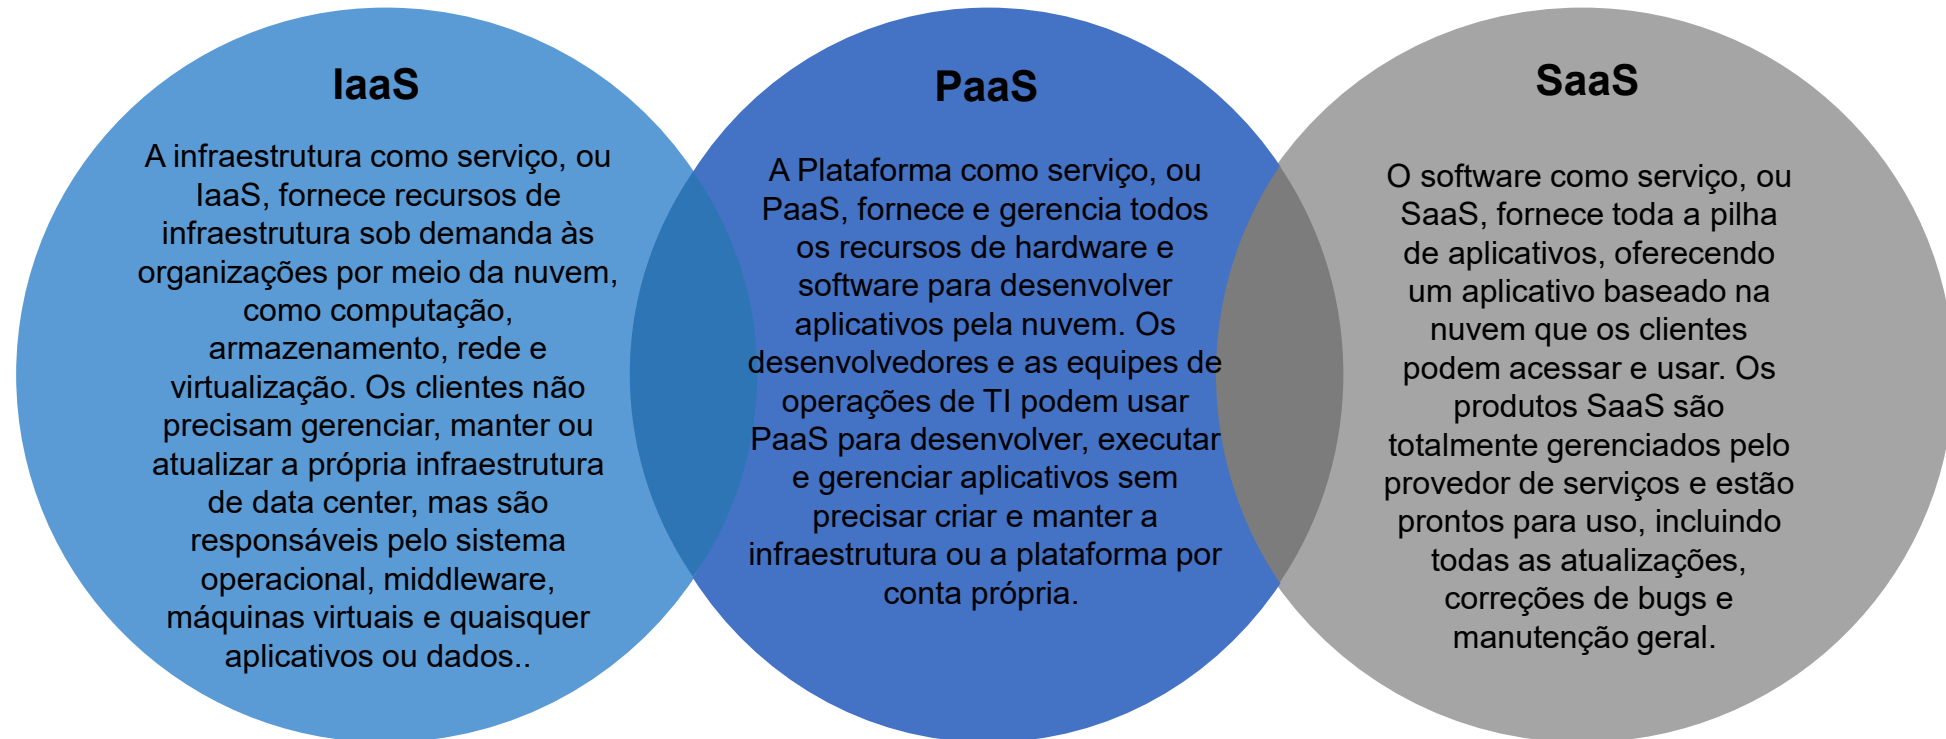 IaaS
A infraestrutura como serviço, ou
IaaS, fornece recursos de
infraestrutura sob demanda às
organizações por meio da nuvem,
como computação,
armazenamento, rede e
virtualização. Os clientes não
precisam gerenciar, manter ou
atualizar a própria infraestrutura
de data center, mas são
responsáveis pelo sistema
operacional, middleware,
máquinas virtuais e quaisquer
aplicativos ou dados..
PaaS
A Plataforma como serviço, ou
PaaS, fornece e gerencia todos
os recursos de hardware e
software para desenvolver
aplicativos pela nuvem. Os
desenvolvedores e as equipes de
operações de TI podem usar
PaaS para desenvolver, executar
e gerenciar aplicativos sem
precisar criar e manter a
infraestrutura ou a plataforma por
conta própria.
SaaS
O software como serviço, ou
SaaS, fornece toda a pilha
de aplicativos, oferecendo
um aplicativo baseado na
nuvem que os clientes
podem acessar e usar. Os
produtos SaaS são
totalmente gerenciados pelo
provedor de serviços e estão
prontos para uso, incluindo
todas as atualizações,
correções de bugs e
manutenção geral.